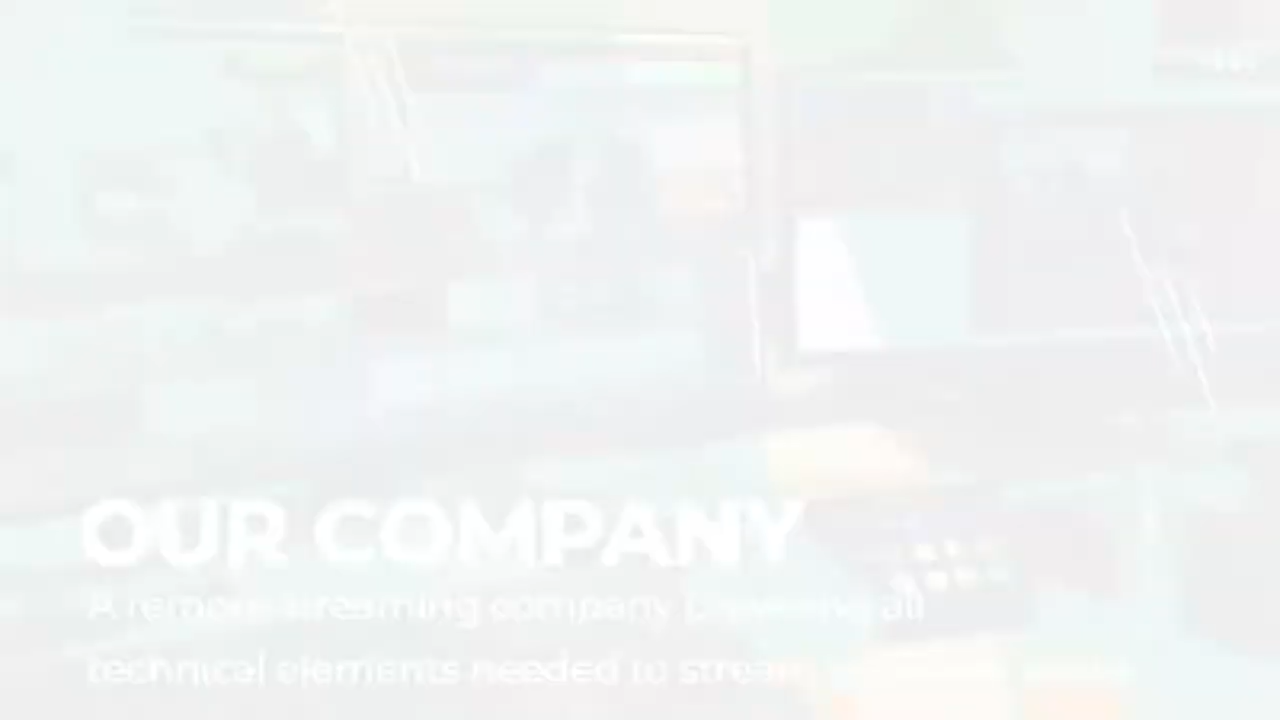 OUR COMPANY
A remote streaming company all
technical elements needed to stream